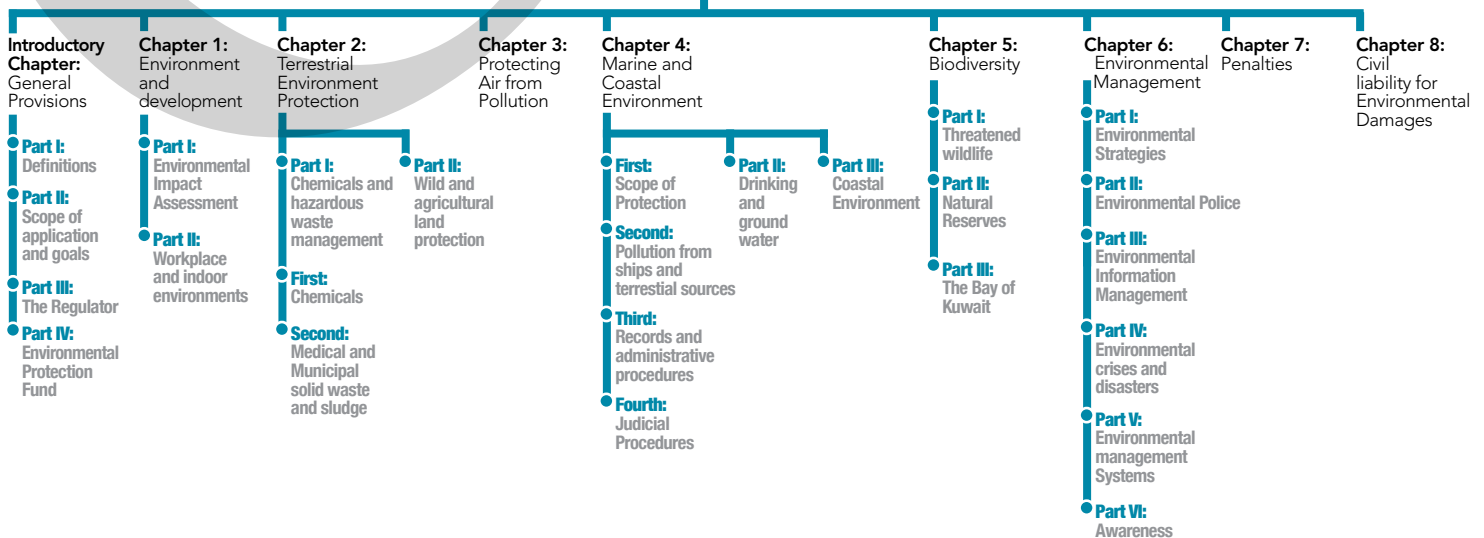 Introductory
Chapter:
General
Provisions
Part I:
Definitions
Part II:
Scope of
application
and goals
Part III:
The Regulator
Part IV:
Environmental
Protection
Fund
Chapter 1:
Environment
and
development
Part I:
Environmental
Impact
Assessment
Part II:
Workplace
and indoor
environments
Chapter 2:
Terrestrial
Environment
Protection
Part I:
Chemicals and
hazardous
waste
management
First:
Chemicals
Second:
Medical and
Municipal
solid waste
and sludge
Part II:
Wild and
agricultural
land
protection
Chapter 3:
Protecting
Air from
Pollution
Chapter 4:
Marine and
Coastal
Environment
First:
Scope of
Protection
Second:
Pollution from
ships and
terrestial sources
Third:
Records and
administrative
procedures
Fourth:
Judicial
Procedures
Part II:
Drinking
and
ground
water
Part III:
Coastal
Environment
Chapter 5:
Biodiversity
Part I:
Threatened
wildlife
Part II:
Natural
Reserves
Part III:
The Bay of
Kuwait
Chapter 6:
Environmental
Management
Part I:
Environmental
Strategies
Part II:
Environmental Police
Part III:
Environmental
Information
Management
Part IV:
Environmental
crises and
disasters
Part V:
Environmental
management
Systems
Part VI:
Awareness
Chapter 7:
Penalties
Chapter 8:
Civil
liability for
Environmental
Damages